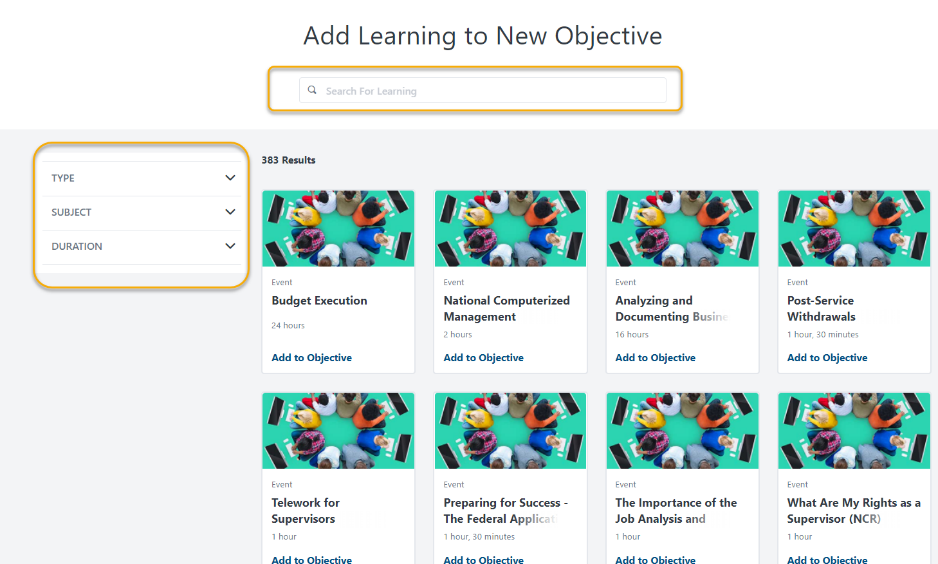 Add Learning to New Objective
Search For Learning
TYPE
SUBJECT
DURATION
383 Results
Event
Budget Execution
24 hours
Add to Objective
Event
National Computerized
Management
2 hours
Add to Objective
Event
Analyzing and
Documenting Busine
16 hours
Add to Objective
Event
Post-Service
Withdrawals
1 hour, 30 minutes
Add to Objective
Event
Telework for
Supervisors
1 hour
Add to Objective
Event
Preparing for Success -
The Federal Applicat
1 hour, 30 minutes
Add to Objective
Event
The Importance of the
Job Analysis and
1 hour
Add to Objective
Event
What Are My Rights as a
Supervisor (NCR)
1 hour
Add to Objective